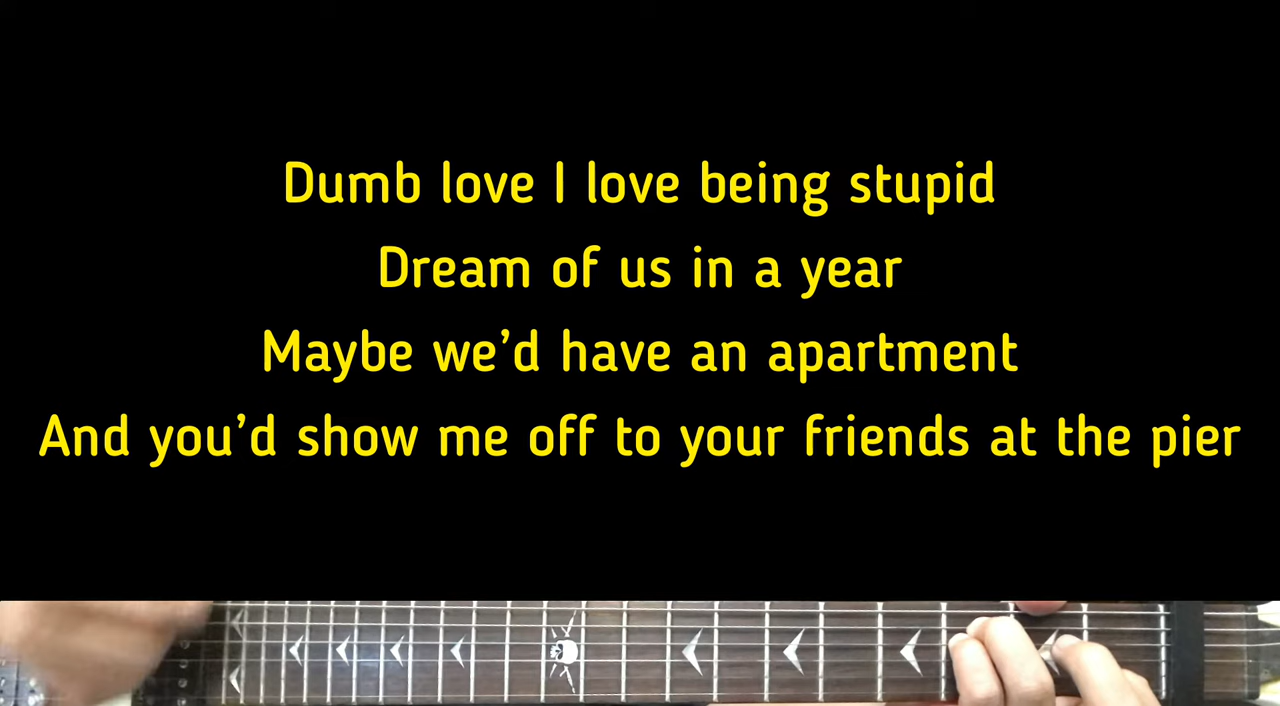 Dumb love I love being stupid
Dream of us in a year
Maybe we’d have an apartment
And you’d show me off to your friends at the pier